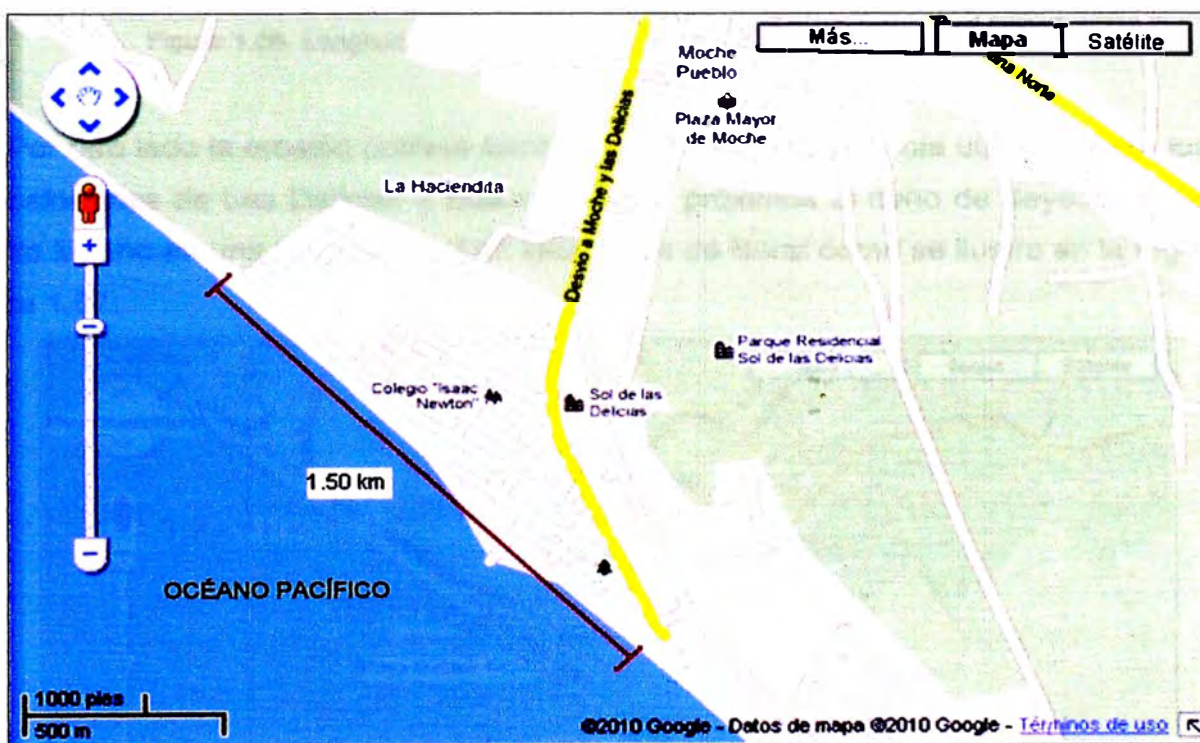 Más...
Mapa
Satélite
Moche
Pueblo
Plaza Mayor
de Moche
La Haciendita
Desvío a Moche y las Delicias
Parque Residencial
Sol de las Delicias
Colegio "Isaac
Newton"
Sol de las
Delicias
1.50 km
OCÉANO PACÍFICO
1000 pies
500 m
©2010 Google - Datos de mapa ©2010 Google - Términos de uso